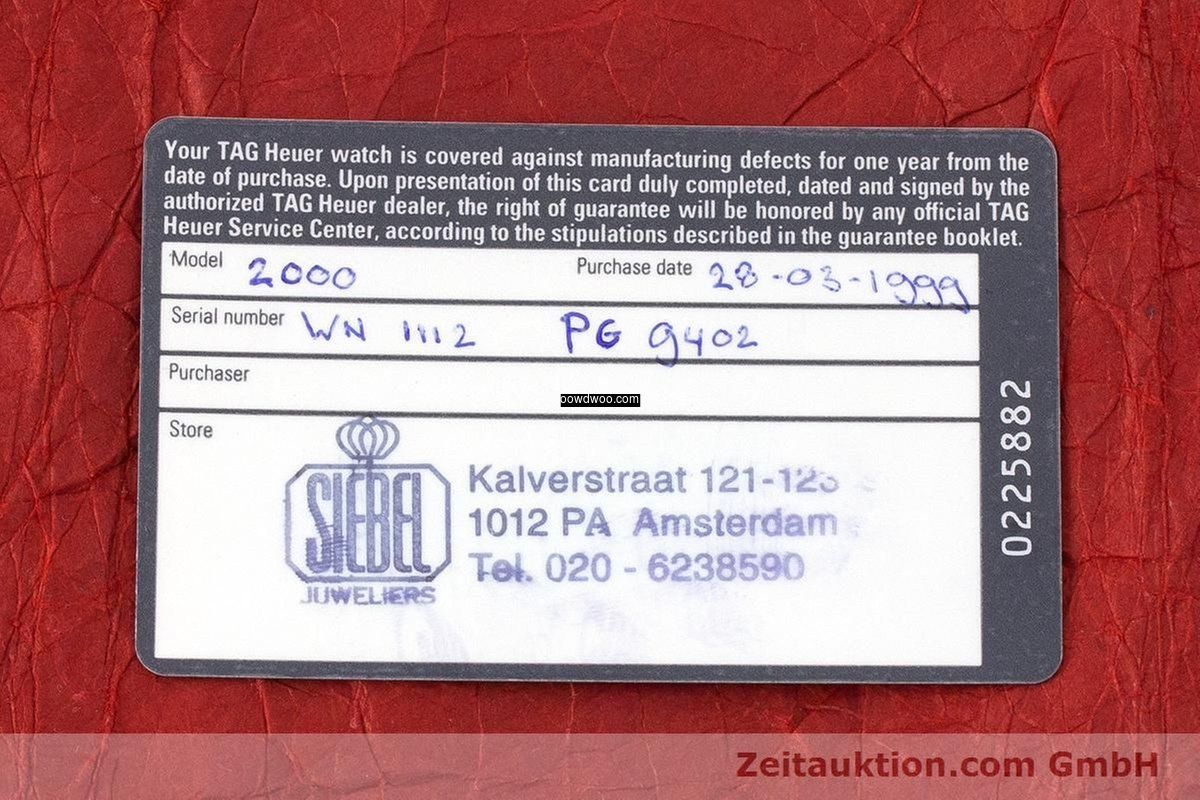 Your TAG Heuer watch is covered against manufacturing defects for one year from the
date of purchase. Upon presentation of this card duly completed, dated and signed by the
authorized TAG Heuer dealer, the right of guarantee will be honored by any official TAG
Heuer Service Center, according to the stipulations described in the guarantee booklet.
Model 2000 Purchase date 28-03-1999
Serial number WN 1112 PG 9402
Purchaser
powdwoo.com
Store
SIEBEL
JUWELIERS
Kalverstraat 121-123
1012 PA Amsterdam
Tel. 020 - 6238590
0225882
Zeitauktion.com GmbH